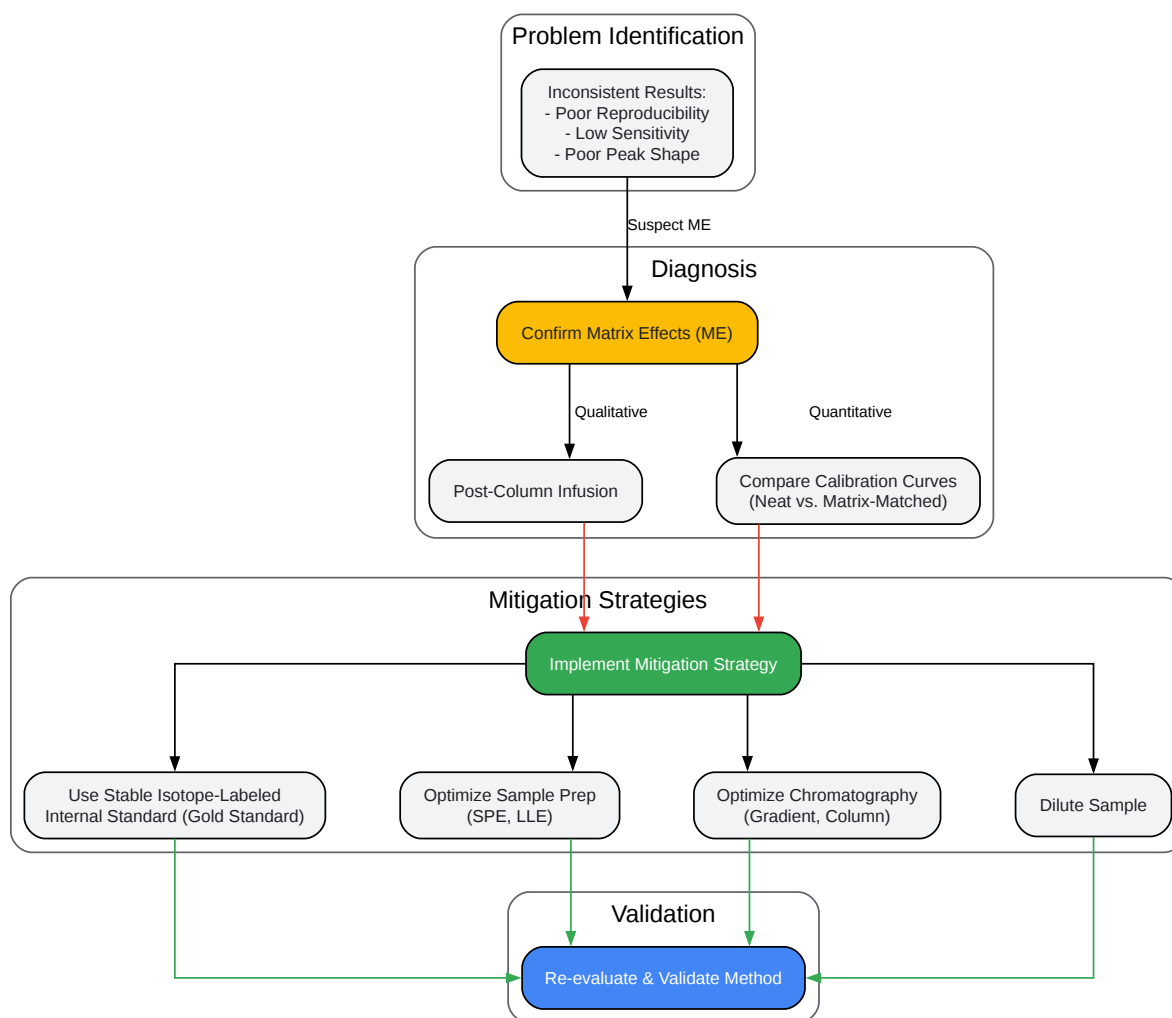 Problem Identification
Inconsistent Results:
- Poor Reproducibility
- Low Sensitivity
- Poor Peak Shape
Suspect ME
Diagnosis
Confirm Matrix Effects (ME)
Qualitative
Quantitative
Post-Column Infusion
Compare Calibration Curves
(Neat vs. Matrix-Matched)
Mitigation Strategies
Implement Mitigation Strategy
Use Stable Isotope-Labeled
Internal Standard (Gold Standard)
Optimize Sample Prep
(SPE, LLE)
Optimize Chromatography
(Gradient, Column)
Dilute Sample
Validation
Re-evaluate & Validate Method